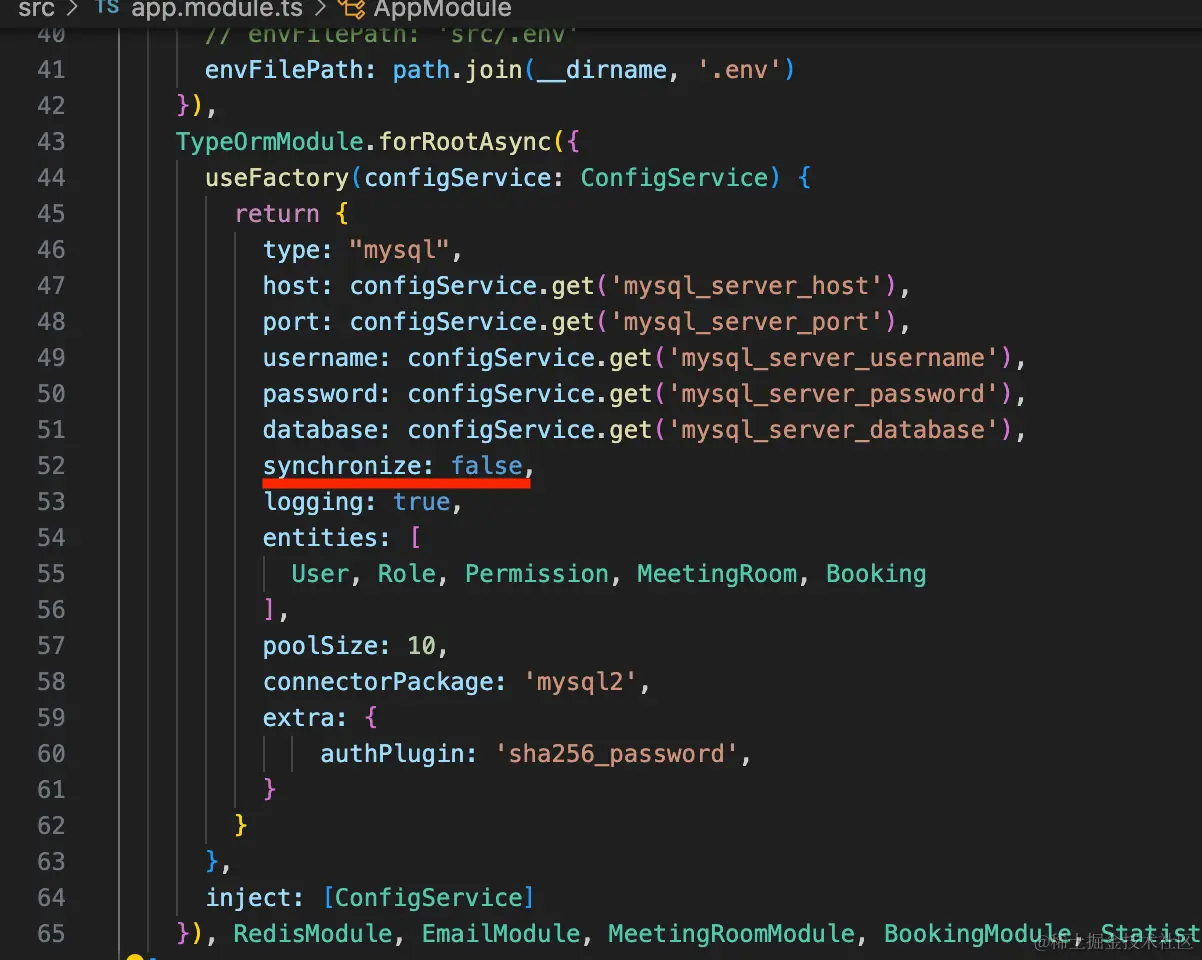 src > TS app.module.ts > AppModule
40 // envFilePath: 'src/.env'
41 envFilePath: path.join(__dirname, '.env')
42 }),
43 TypeOrmModule.forRootAsync({
44 useFactory(configService: ConfigService) {
45 return {
46 type: "mysql",
47 host: configService.get('mysql_server_host'),
48 port: configService.get('mysql_server_port'),
49 username: configService.get('mysql_server_username'),
50 password: configService.get('mysql_server_password'),
51 database: configService.get('mysql_server_database'),
52 synchronize: false,
53 logging: true,
54 entities: [
55 User, Role, Permission, MeetingRoom, Booking
56 ],
57 poolSize: 10,
58 connectorPackage: 'mysql2',
59 extra: {
60 authPlugin: 'sha256_password',
61 }
62 }
63 },
64 inject: [ConfigService]
65 }), RedisModule, EmailModule, MeetingRoomModule, BookingModule, Statist
@稀土掘金技术社区